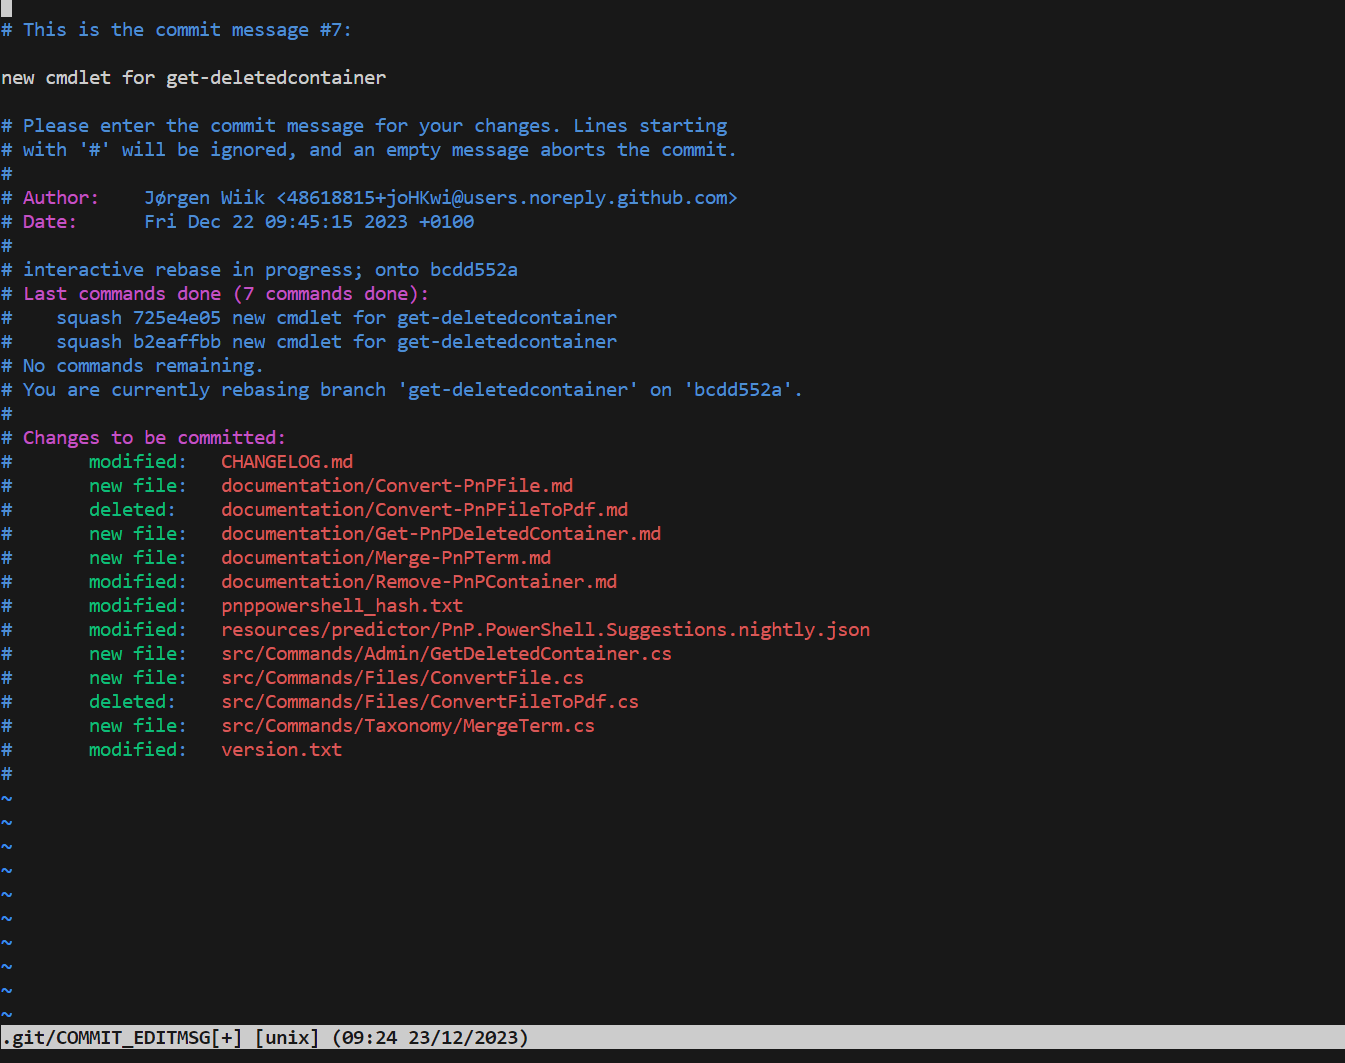 # This is the commit message #7:
new cmdlet for get-deletedcontainer
# Please enter the commit message for your changes. Lines starting
# with '#' will be ignored, and an empty message aborts the commit.
#
# Author:    Jørgen Wiik <48618815+joHKwi@users.noreply.github.com>
# Date:      Fri Dec 22 09:45:15 2023 +0100
#
# interactive rebase in progress; onto bcdd552a
# Last commands done (7 commands done):
#    squash 725e4e05 new cmdlet for get-deletedcontainer
#    squash b2eaffbb new cmdlet for get-deletedcontainer
# No commands remaining.
# You are currently rebasing branch 'get-deletedcontainer' on 'bcdd552a'.
#
# Changes to be committed:
#       modified:   CHANGELOG.md
#       new file:   documentation/Convert-PnPFile.md
#       deleted:    documentation/Convert-PnPFileToPdf.md
#       new file:   documentation/Get-PnPDeletedContainer.md
#       new file:   documentation/Merge-PnPTerm.md
#       modified:   documentation/Remove-PnPContainer.md
#       modified:   pnppowershell_hash.txt
#       modified:   resources/predictor/PnP.PowerShell.Suggestions.nightly.json
#       new file:   src/Commands/Admin/GetDeletedContainer.cs
#       new file:   src/Commands/Files/ConvertFile.cs
#       deleted:    src/Commands/Files/ConvertFileToPdf.cs
#       new file:   src/Commands/Taxonomy/MergeTerm.cs
#       modified:   version.txt
#
~
~
~
~
~
~
~
~
~
~
.git/COMMIT_EDITMSG[+] [unix] (09:24 23/12/2023)